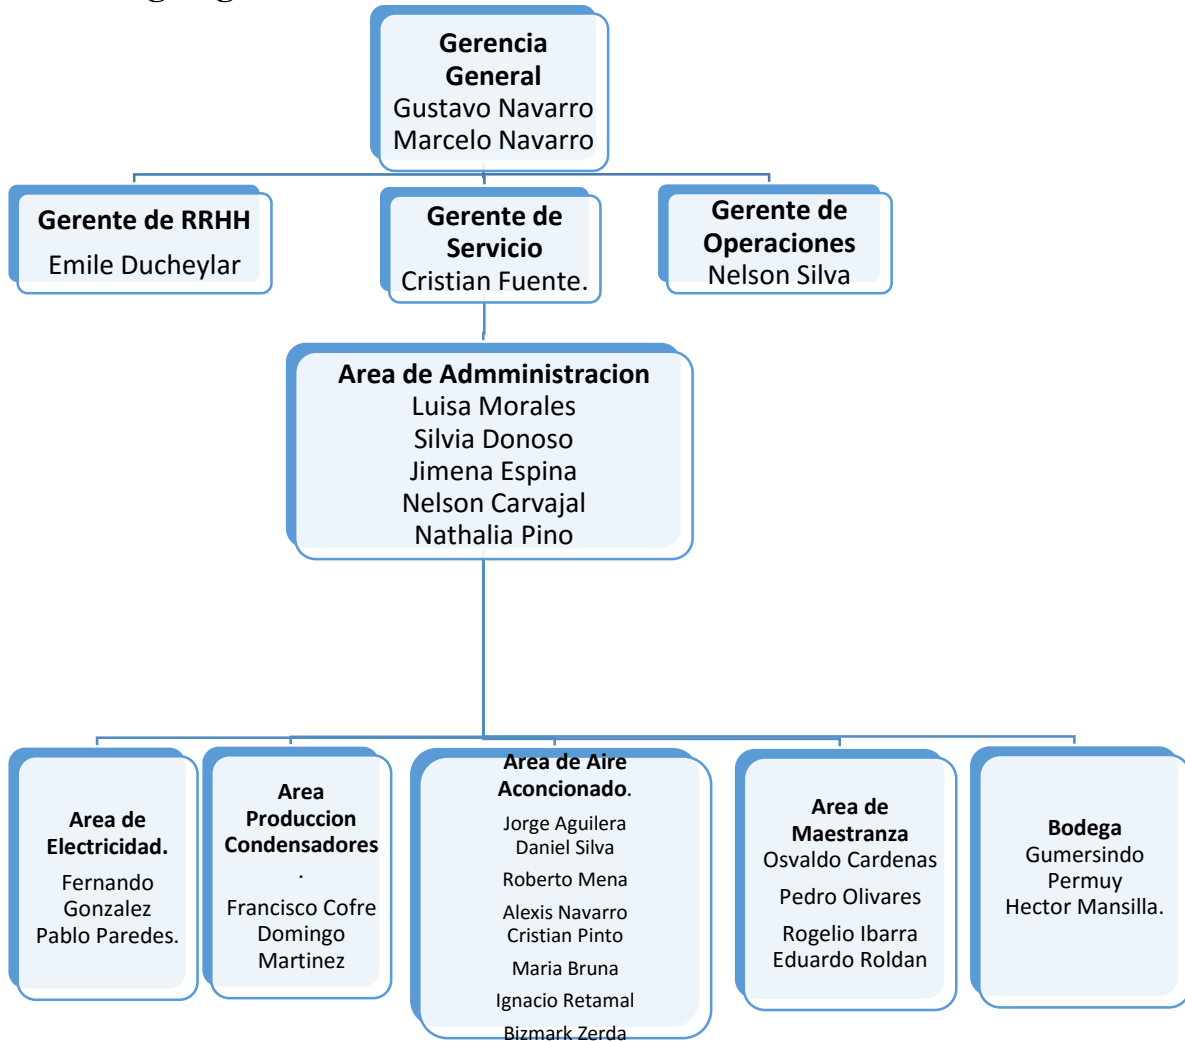 Gerencia
General
Gustavo Navarro
Marcelo Navarro
Gerente de RRHH
Emile Ducheylar
Gerente de
Servicio
Cristian Fuente.
Gerente de
Operaciones
Nelson Silva
Area de Admministracion
Luisa Morales
Silvia Donoso
Jimena Espina
Nelson Carvajal
Nathalia Pino
Area de
Electricidad.
Fernando
Gonzalez
Pablo Paredes.
Area
Produccion
Condensadores
.
Francisco Cofre
Domingo
Martinez
Area de Aire
Aconcionado.
Jorge Aguilera
Daniel Silva
Roberto Mena
Alexis Navarro
Cristian Pinto
Maria Bruna
Ignacio Retamal
Bizmark Zerda
Area de
Maestranza
Osvaldo Cardenas
Pedro Olivares
Rogelio Ibarra
Eduardo Roldan
Bodega
Gumersindo
Permuy
Hector Mansilla.